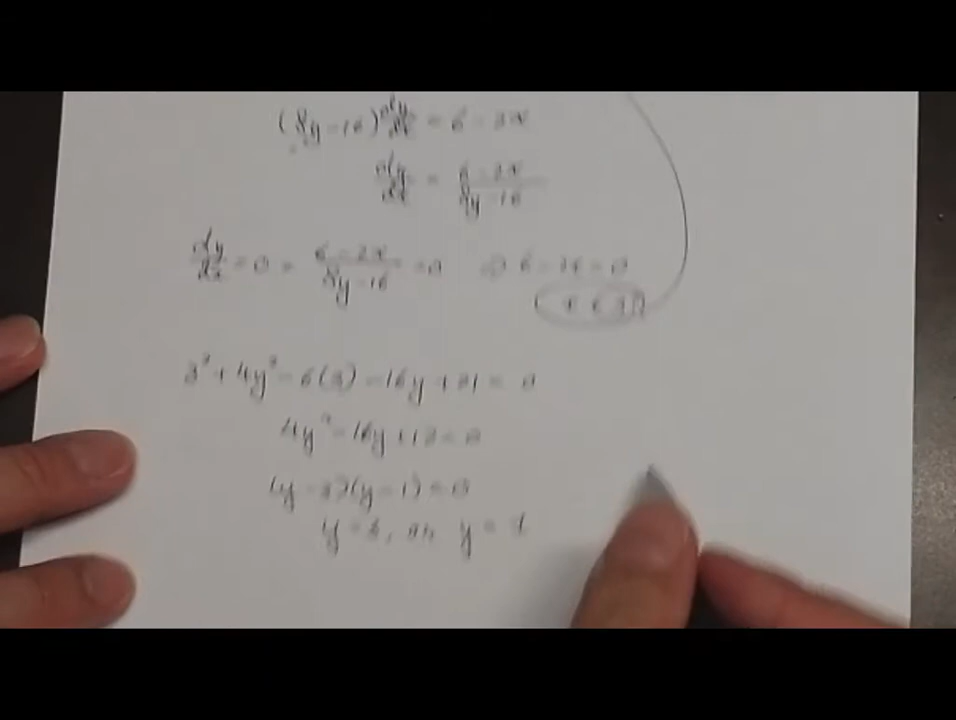 (8y-16) dy/dx = 6-2x
dy/dx = (6-2x)/(8y-16)
dy/dx = 0 = (6-2x)/(8y-16) = 0 ⇒ 6-2x=0
3² + 4y² - 6(3) - 16y + 21 = 0
4y² - 16y + 12 = 0
(y-3)(y-1) = 0
y=3, or y = 1